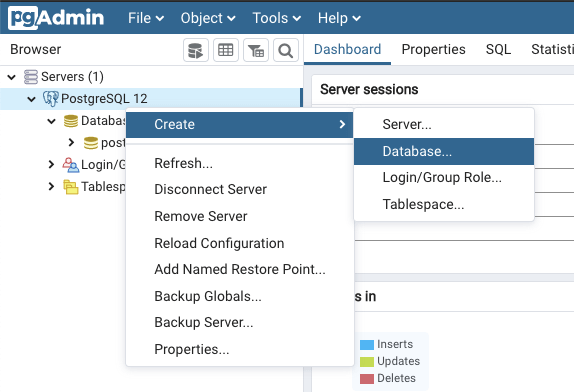 pgAdmin File Object Tools Help
Browser
Dashboard Properties SQL Statisti
Servers (1)
PostgreSQL 12
Databas
post
Login/G
Tablesp
Create
Refresh...
Disconnect Server
Remove Server
Reload Configuration
Add Named Restore Point...
Backup Globals...
Backup Server...
Properties...
Server...
Database...
Login/Group Role...
Tablespace...
Server sessions
s in
Inserts
Updates
Deletes